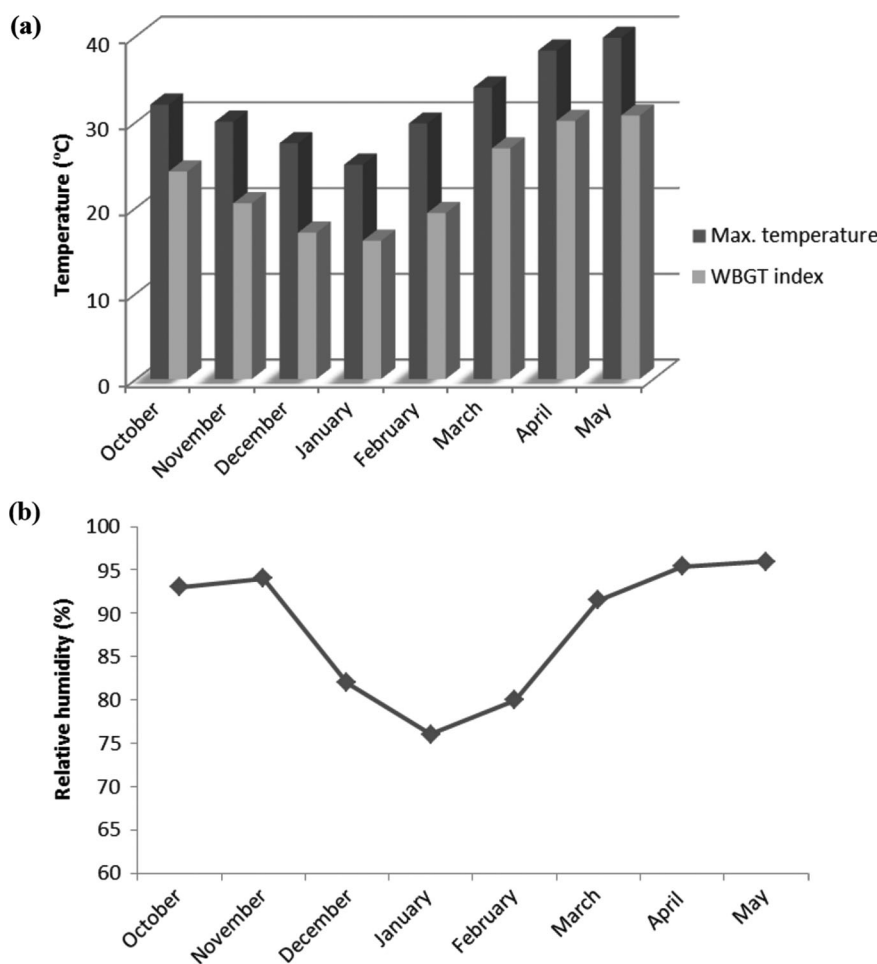 (a)
Temperature (°C)
40
30
20
10
0
October
November
December
January
February
March
April
May
Max. temperature
WBGT index
(b)
Relative humidity (%)
100
95
90
85
80
75
70
65
60
October
November
December
January
February
March
April
May